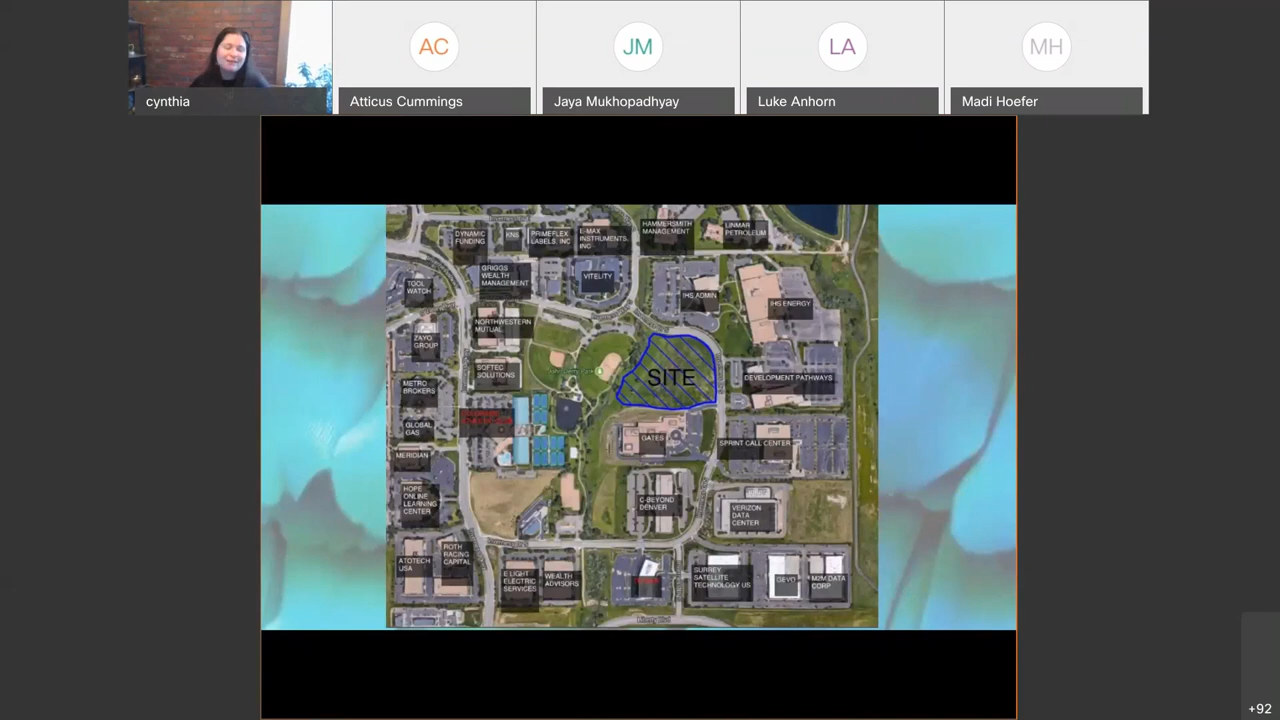 AC
JM
LA
MH
cynthia
Atticus Cummings
Jaya Mukhopadhyay
Luke Anhorn
Madi Hoefer
HAMMERSMITH
MANAGEMENT
LINMAR
PETROLEUM
DYNAMIC
FUNDING
KNS
PRIMEFLEX
LABELS, INC
E-MAX
INSTRUMENTS,
INC
GRIGGS
WEALTH
MANAGEMENT
VITELITY
TOOL
WATCH
IHS ADMIN
IHS ENERGY
NORTHWESTERN
MUTUAL
ZAYO
GROUP
SOFTEC
SOLUTIONS
SITE
DEVELOPMENT PATHWAYS
METRO
BROKERS
GLOBAL
GAS
GATES
SPRINT CALL CENTER
MERIDIAN
HOPE
ONLINE
LEARNING
CENTER
C-BEYOND
DENVER
VERIZON
DATA
CENTER
ATOTECH
USA
ROTH
RACING
CAPITAL
E LIGHT
ELECTRIC
SERVICES
WEALTH
ADVISORS
SURREY
SATELLITE
TECHNOLOGY US
GEVO
M2M DATA
CORP
Liberty Blvd
+92